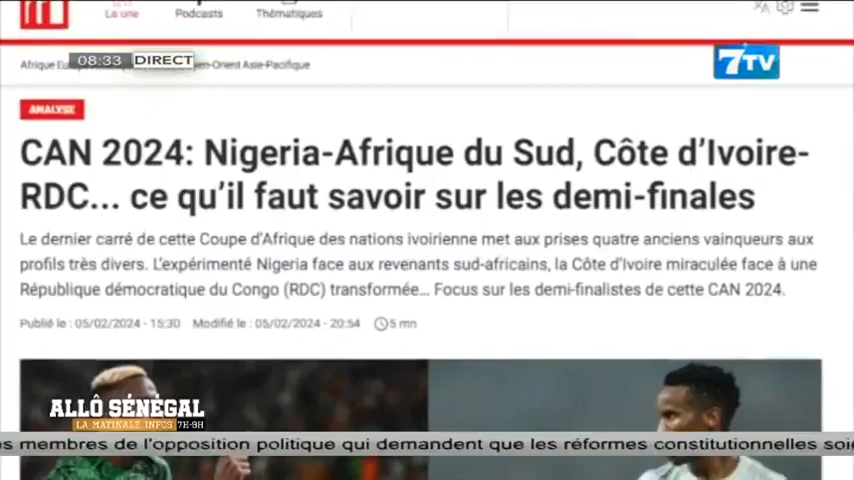 La une
Podcasts
Thématiques
08:33 DIRECT
7TV
Asie-Pacifique
ANALYSE
CAN 2024: Nigeria-Afrique du Sud, Côte d'Ivoire-
RDC... ce qu'il faut savoir sur les demi-finales
Le dernier carré de cette Coupe d'Afrique des nations ivoirienne met aux prises quatre anciens vainqueurs aux
profils très divers. L'expérimenté Nigeria face aux revenants sud-africains, la Côte d'Ivoire miraculée face à une
République démocratique du Congo (RDC) transformée... Focus sur les demi-finalistes de cette CAN 2024.
Publié le : 05/02/2024 - 15:30 Modifié le : 05/02/2024 - 20:54 5 mn
ALLÔ SÉNÉGAL
LA MATINALE INFOS 7H-9H
membres de l'opposition politique qui demandent que les réformes constitutionnelles